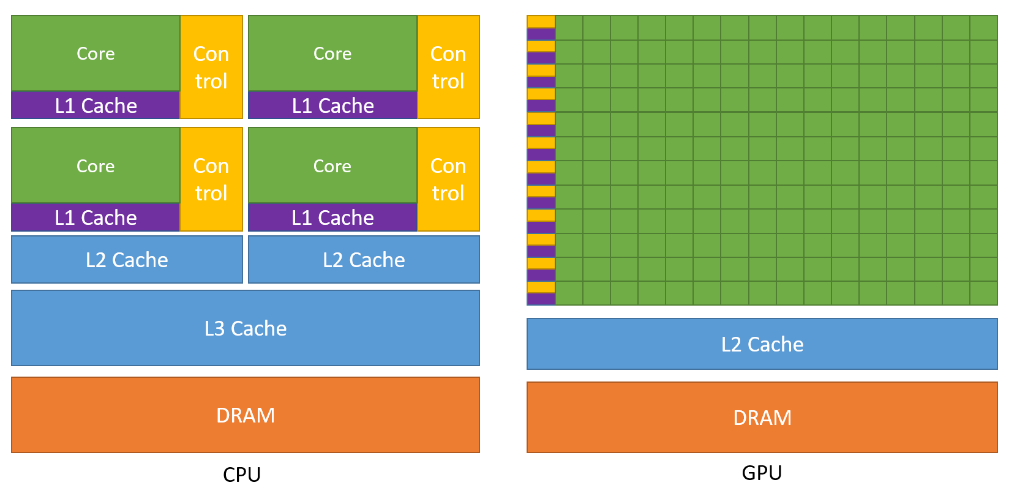 Core
Con
trol
L1 Cache
Core
Con
trol
L1 Cache
Core
Con
trol
L1 Cache
Core
Con
trol
L1 Cache
L2 Cache
L2 Cache
L3 Cache
DRAM
CPU
L2 Cache
DRAM
GPU